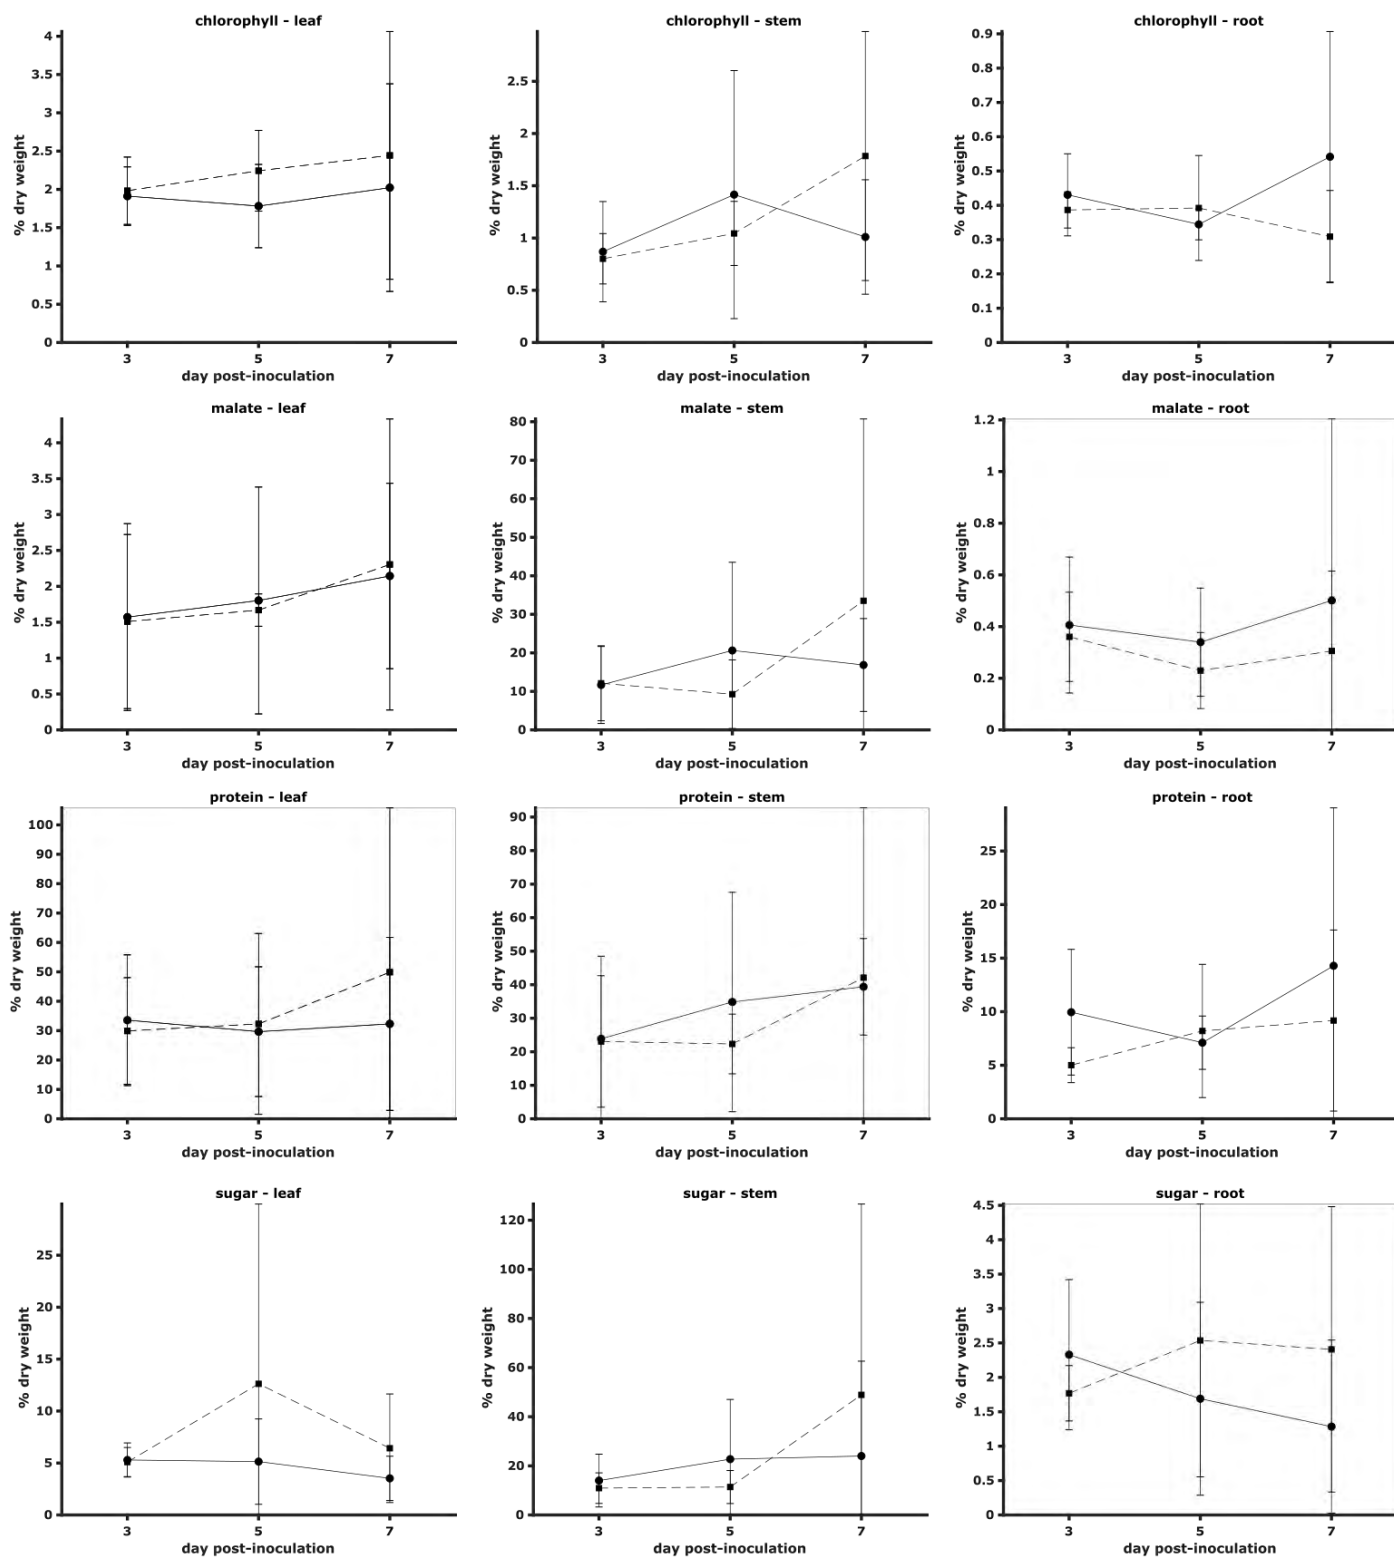 chlorophyll - leaf
% dry weight
4
3.5
3
2.5
2
1.5
1
0.5
0
3 5 7
day post-inoculation
chlorophyll - stem
% dry weight
2.5
2
1.5
1
0.5
0
3 5 7
day post-inoculation
chlorophyll - root
% dry weight
0.9
0.8
0.7
0.6
0.5
0.4
0.3
0.2
0.1
0
3 5 7
day post-inoculation
malate - leaf
% dry weight
4
3.5
3
2.5
2
1.5
1
0.5
0
3 5 7
day post-inoculation
malate - stem
% dry weight
80
70
60
50
40
30
20
10
0
3 5 7
day post-inoculation
malate - root
% dry weight
1.2
1
0.8
0.6
0.4
0.2
0
3 5 7
day post-inoculation
protein - leaf
% dry weight
100
90
80
70
60
50
40
30
20
10
0
3 5 7
day post-inoculation
protein - stem
% dry weight
90
80
70
60
50
40
30
20
10
0
3 5 7
day post-inoculation
protein - root
% dry weight
25
20
15
10
5
0
3 5 7
day post-inoculation
sugar - leaf
% dry weight
25
20
15
10
5
0
3 5 7
day post-inoculation
sugar - stem
% dry weight
120
100
80
60
40
20
0
3 5 7
day post-inoculation
sugar - root
% dry weight
4.5
4
3.5
3
2.5
2
1.5
1
0.5
0
3 5 7
day post-inoculation